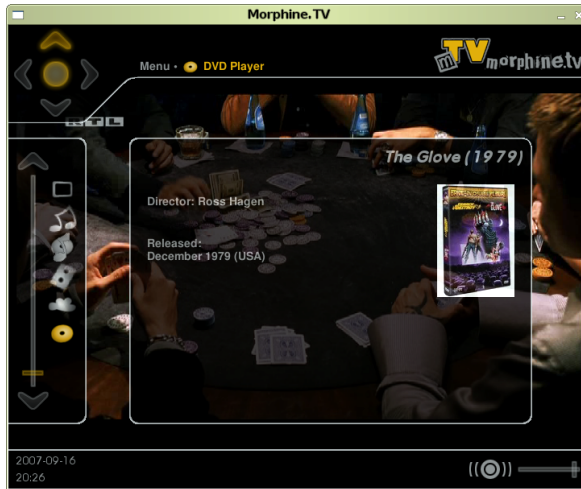 Morphine.TV
Menu • DVD Player
mTV morphine.tv
RTL
The Glove (1979)
Director: Ross Hagen
Released:
December 1979 (USA)
2007-09-16
20:26